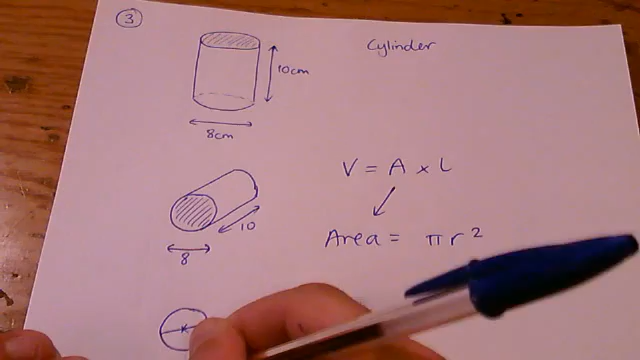 3
Cylinder
10cm
8cm
V = A × L
10
Area = πr²
8